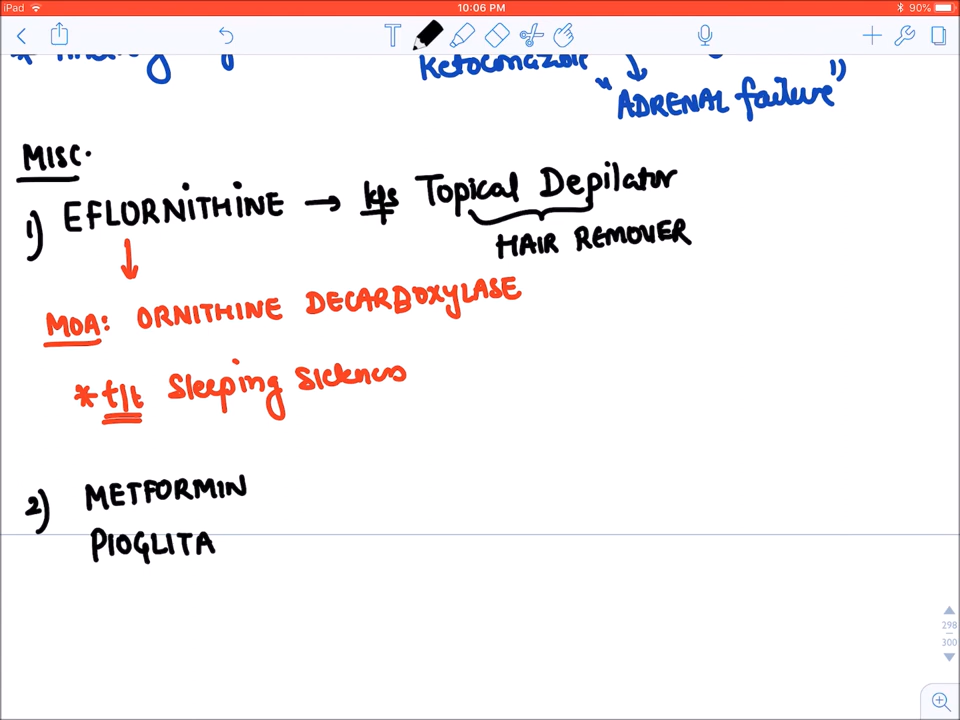 iPad 10:06 PM 90%
T
Ketoconazole
"ADRENAL failure"
MISC.
1) EFLORNITHINE → k/s Topical Depilator
HAIR REMOVER
MOA: ORNITHINE DECARBOXYLASE
* t/t Sleeping Sickness
2) METFORMIN
PIOGLITA
298
300